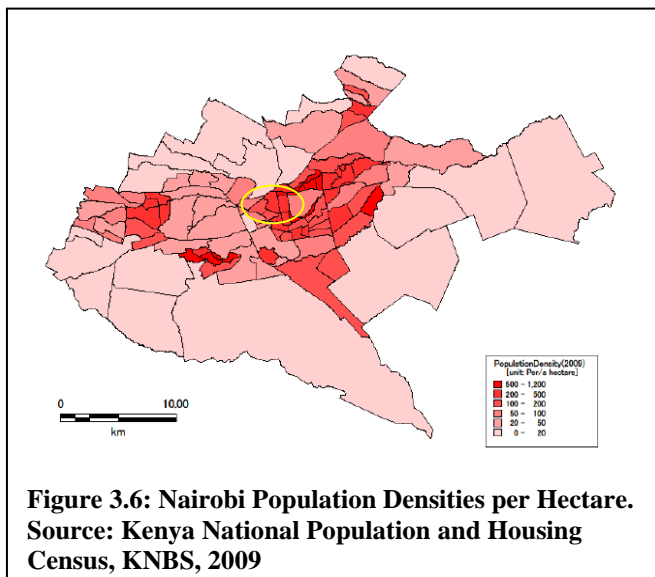 PopulationDensity(2009)
[unit: Per/a hectare]
500 - 1,200
200 - 500
100 - 200
50 - 100
20 - 50
0 - 20
0 10.00
km
Figure 3.6: Nairobi Population Densities per Hectare.
Source: Kenya National Population and Housing
Census, KNBS, 2009